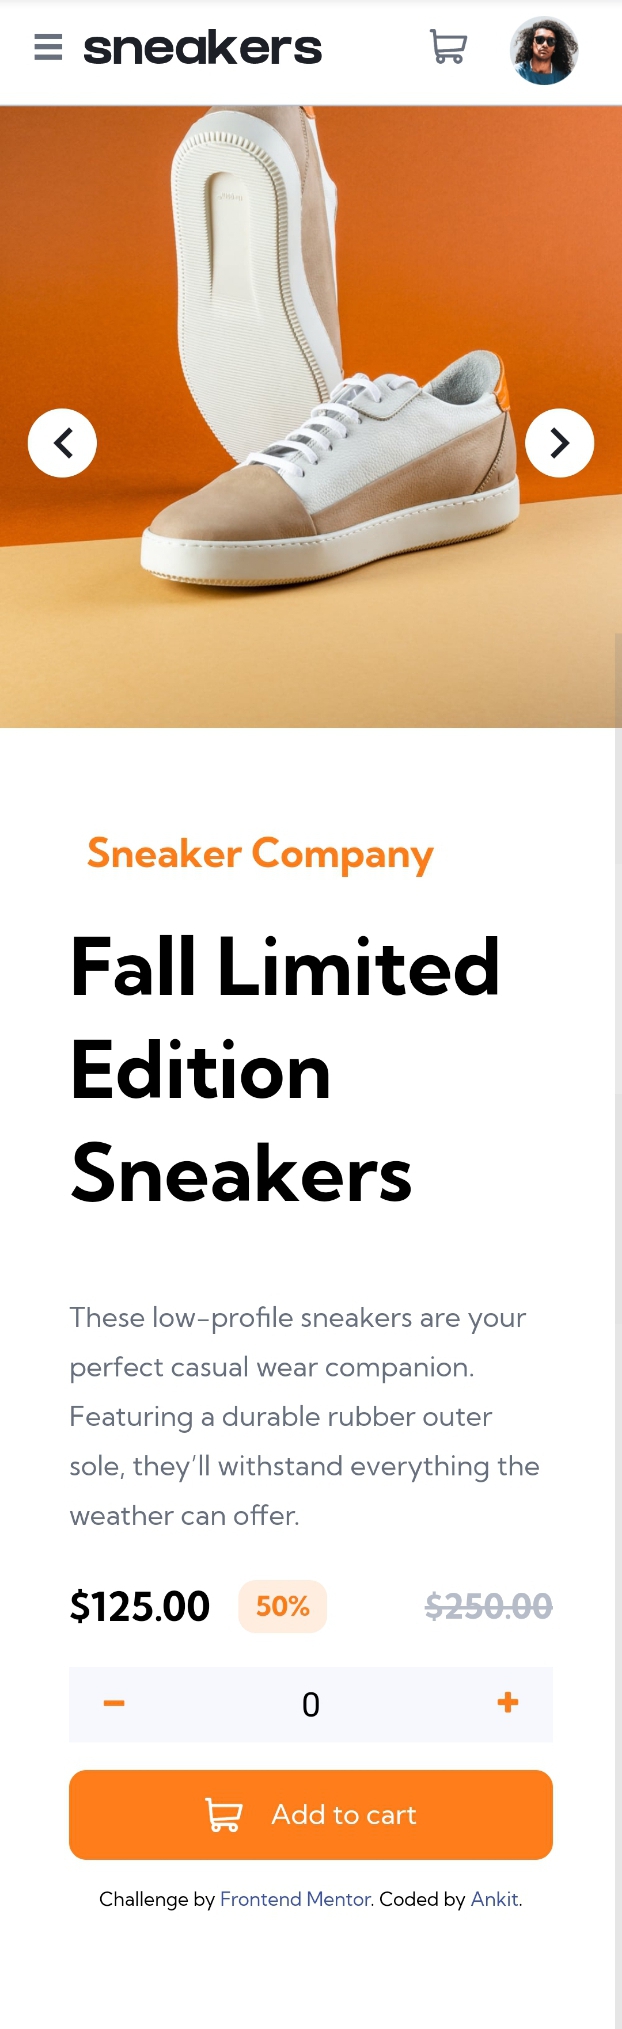 sneakers
Sneaker Company
Fall Limited
Edition
Sneakers
These low-profile sneakers are your
perfect casual wear companion.
Featuring a durable rubber outer
sole, they’ll withstand everything the
weather can offer.
$125.00 50% $250.00
0
Add to cart
Challenge by Frontend Mentor. Coded by Ankit.